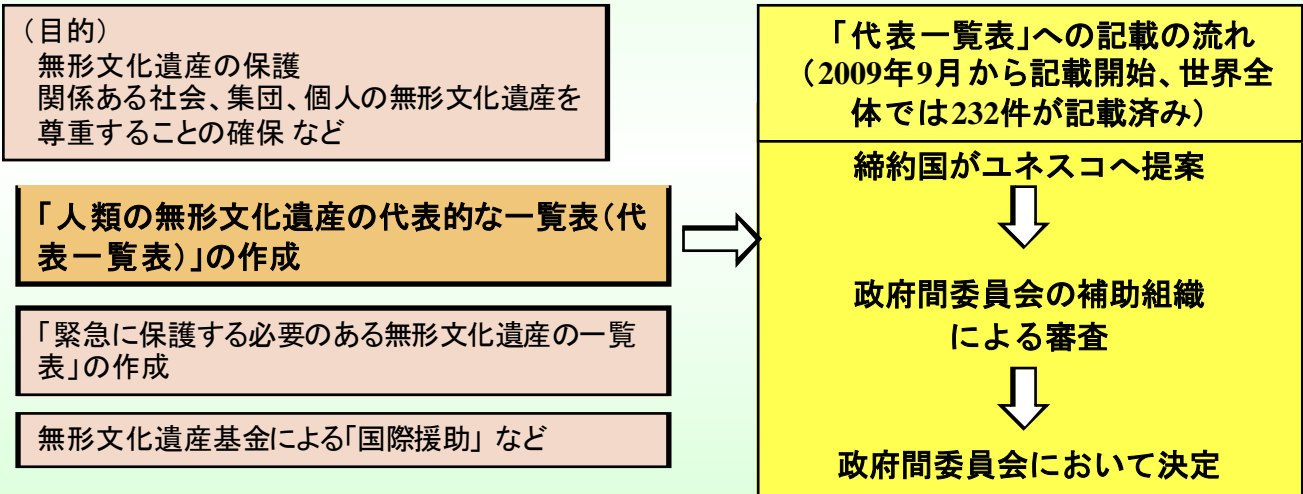 （目的）
無形文化遺産の保護
関係ある社会、集団、個人の無形文化遺産を
尊重することの確保 など
「人類の無形文化遺産の代表的な一覧表（代
表一覧表）」の作成
「緊急に保護する必要のある無形文化遺産の一覧
表」の作成
無形文化遺産基金による「国際援助」 など
「代表一覧表」への記載の流れ
（2009年9月から記載開始、世界全
体では232件が記載済み）
締約国がユネスコへ提案
政府間委員会の補助組織
による審査
政府間委員会において決定